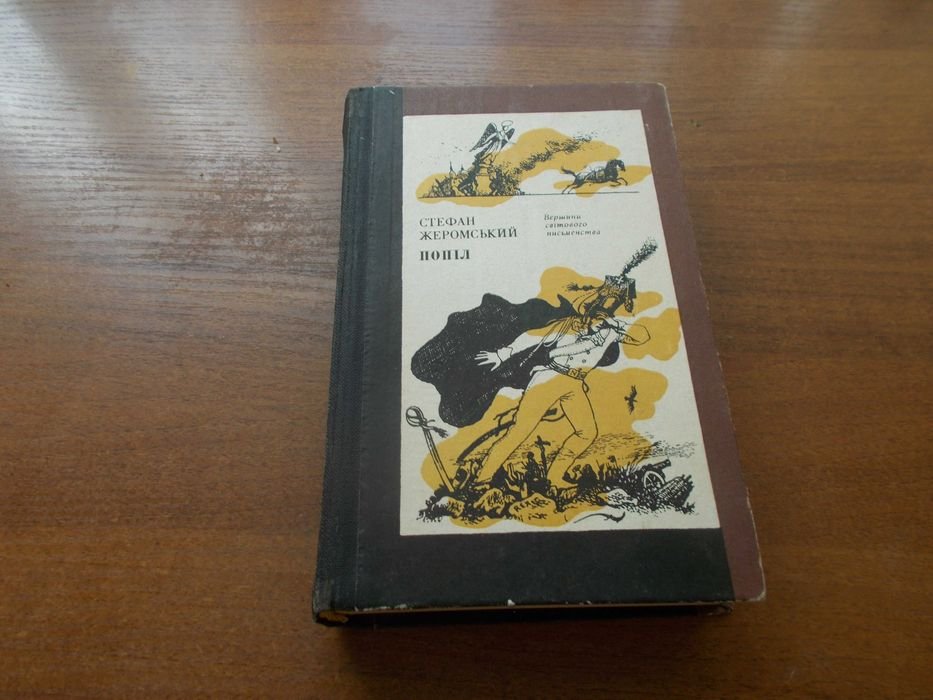 СТЕФАН
ЖЕРОМСЬКИЙ
ПОПІЛ
Вершини
світового
письменства